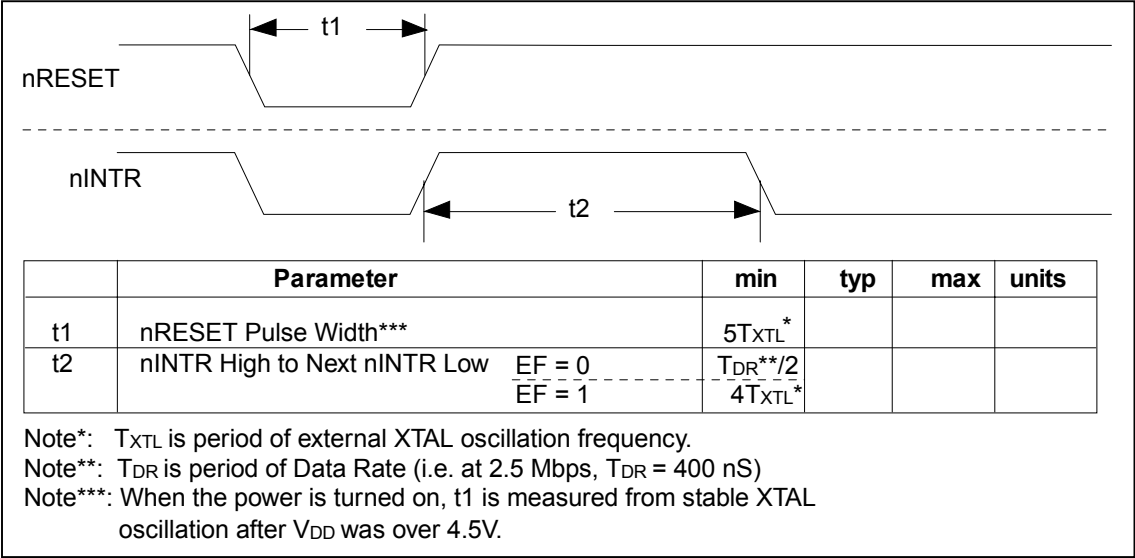 t1
nRESET
nINTR
t2
Parameter min typ max units
t1 nRESET Pulse Width*** 5TXTL*
t2 nINTR High to Next nINTR Low EF = 0 TDR**/2
EF = 1 4TXTL*
Note*: TXTL is period of external XTAL oscillation frequency.
Note**: TDR is period of Data Rate (i.e. at 2.5 Mbps, TDR = 400 nS)
Note***: When the power is turned on, t1 is measured from stable XTAL
oscillation after VDD was over 4.5V.